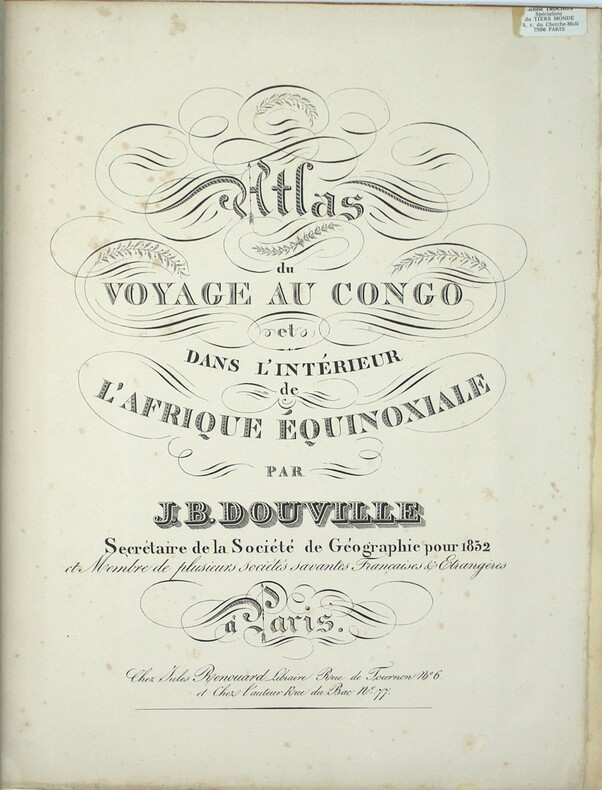 Spécialiste
du TIERS MONDE
r. du Cherche-Midi
75006 PARIS
Atlas
du
VOYAGE AU CONGO
et
DANS L'INTÉRIEUR
de
L'AFRIQUE ÉQUINOXIALE
PAR
J.B. DOUVILLE
Secrétaire de la Société de Géographie pour 1832
et Membre de plusieurs Sociétés savantes Françaises & Etrangères
à Paris.
Chez Jules Renouard Libraire Rue de Tournon N° 6
et Chez l'auteur Rue du Bac N° 77.